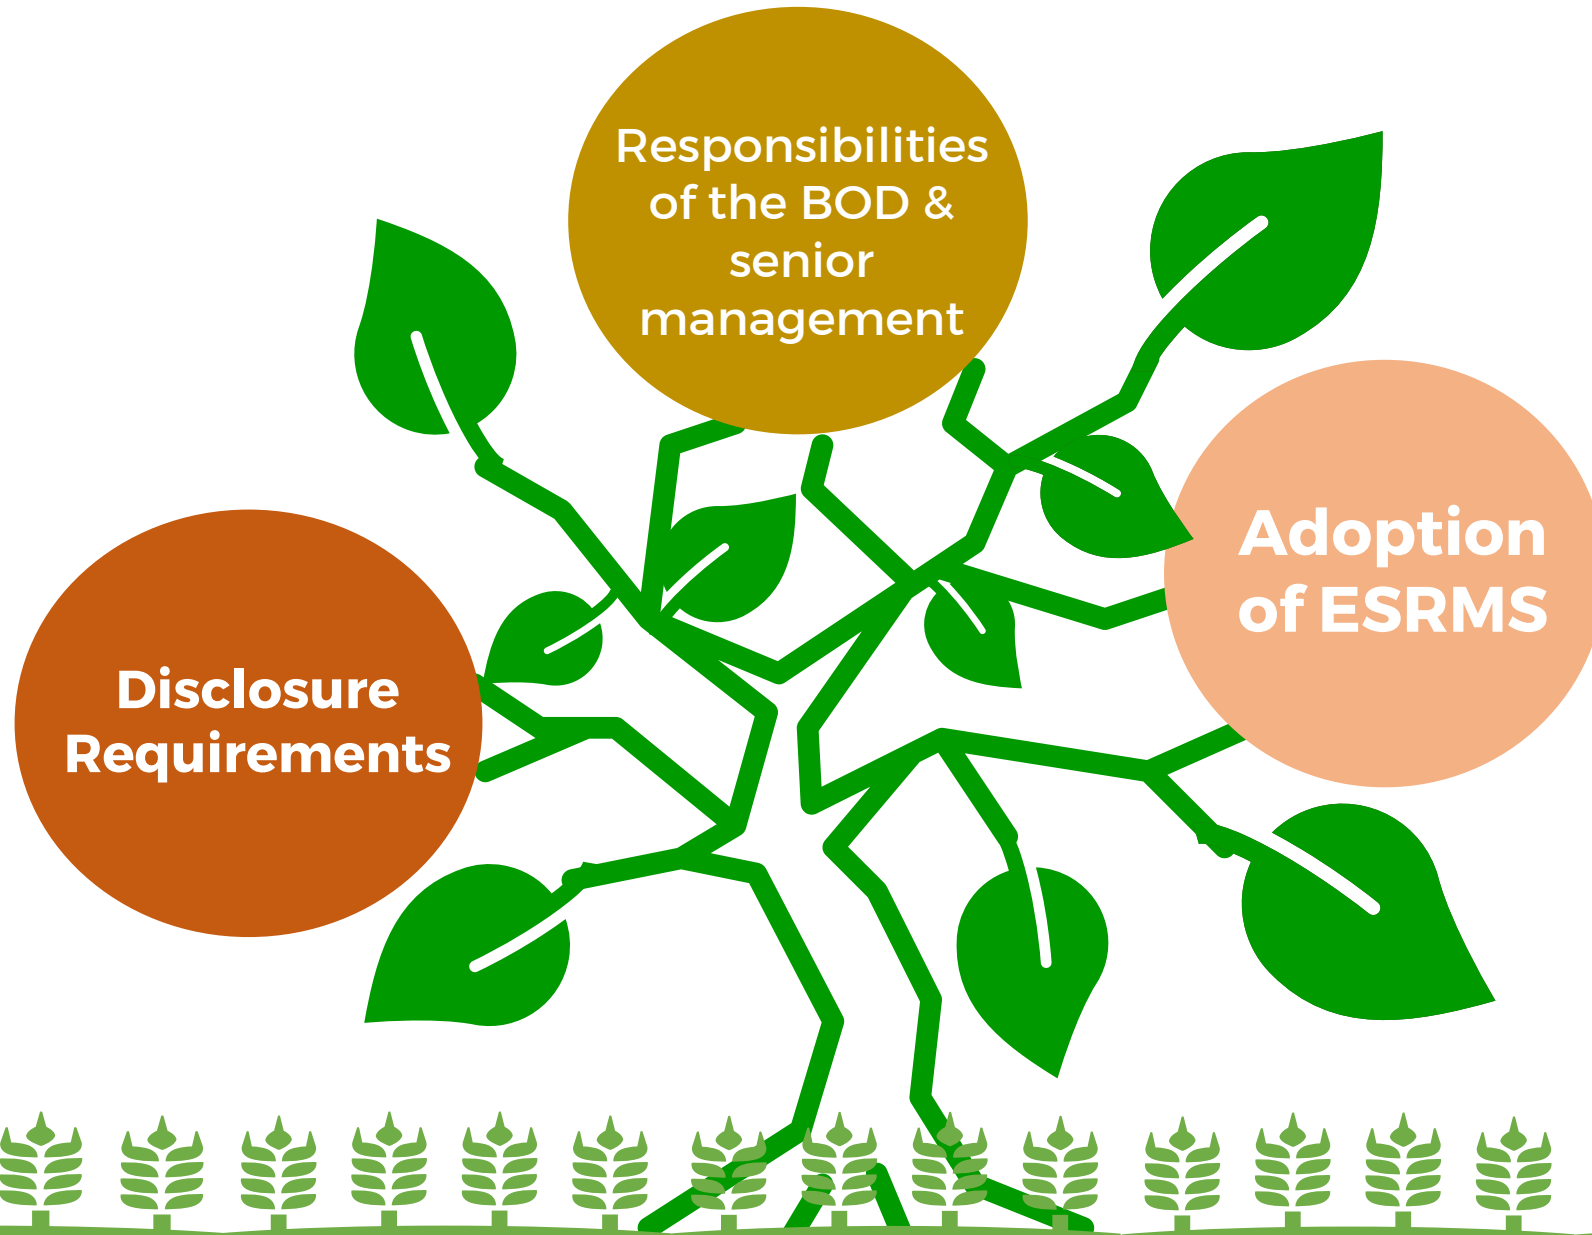 Responsibilities
of the BOD &
senior
management
Adoption
of ESRMS
Disclosure
Requirements